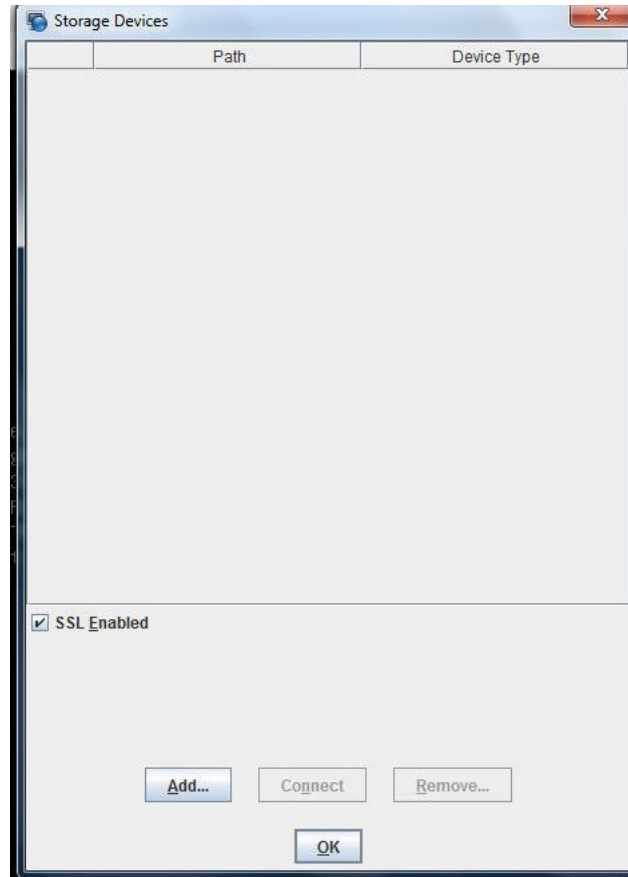 Storage Devices
Path Device Type
SSL Enabled
Add... Connect Remove...
OK